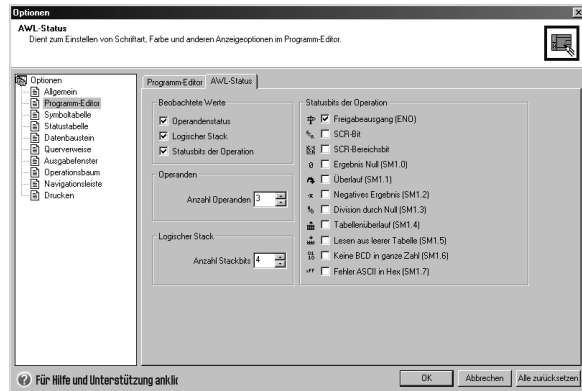 Optionen
AWL-Status
Dient zum Einstellen von Schriftart, Farbe und anderen Anzeigeoptionen im Programm-Editor.
Optionen
Allgemein
Programm-Editor
Symboltabelle
Statustabelle
Datenbaustein
Querverweise
Ausgabefenster
Operationsbaum
Navigationsleiste
Drucken
Programm-Editor
AWL-Status
Beobachtete Werte
Operandenstatus
Logischer Stack
Statusbits der Operation
Operanden
Anzahl Operanden 3
Logischer Stack
Anzahl Stackbits 4
Statusbits der Operation
Freigabeausgang (ENO)
SCR-Bit
SCR-Bereichsbit
Ergebnis Null (SM1.0)
Überlauf (SM1.1)
Negatives Ergebnis (SM1.2)
Division durch Null (SM1.3)
Tabellenüberlauf (SM1.4)
Lesen aus leerer Tabelle (SM1.5)
Keine BCD in ganze Zahl (SM1.6)
Fehler ASCII in Hex (SM1.7)
Für Hilfe und Unterstützung anklic
OK
Abbrechen
Alle zurücksetzen